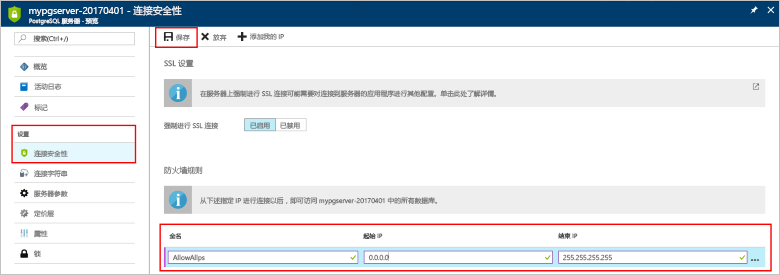 mypgserver-20170401 - 连接安全性
PostgreSQL 服务器 - 预览
搜索(Ctrl+/)
概览
活动日志
标记
设置
连接安全性
连接字符串
服务器参数
定价层
属性
锁
保存 放弃 添加我的 IP
SSL 设置
在服务器上强制进行 SSL 连接可能需要对连接到服务器的应用程序进行其他配置。单击此处了解详情。
强制进行 SSL 连接 已启用 已禁用
防火墙规则
从下述指定 IP 进行连接以后，即可访问 mypgserver-20170401 中的所有数据库。
全名 起始 IP 结束 IP
AllowAllIps 0.0.0.0 255.255.255.255 ...